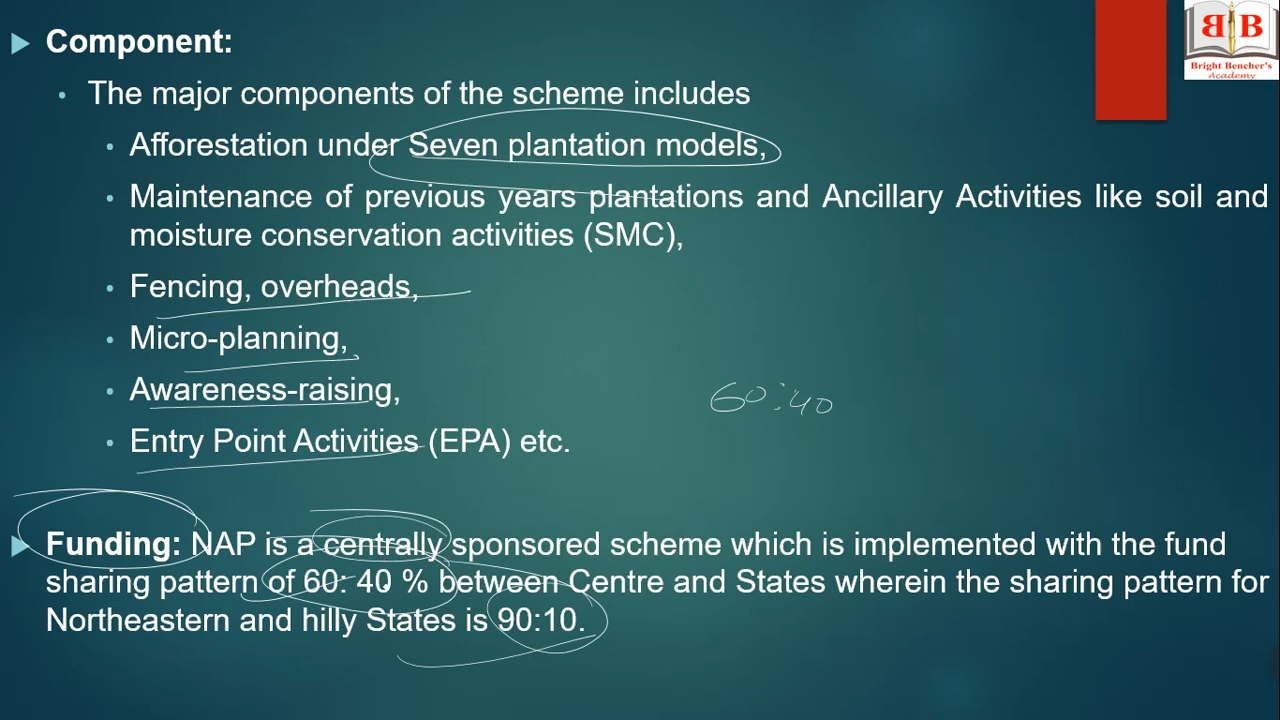 Component:
The major components of the scheme includes
Afforestation under Seven plantation models,
Maintenance of previous years plantations and Ancillary Activities like soil and
moisture conservation activities (SMC),
Fencing, overheads,
Micro-planning,
Awareness-raising,
60:40
Entry Point Activities (EPA) etc.
Funding: NAP is a centrally sponsored scheme which is implemented with the fund
sharing pattern of 60: 40 % between Centre and States wherein the sharing pattern for
Northeastern and hilly States is 90:10.
B B
Bright Bencher's
Academy